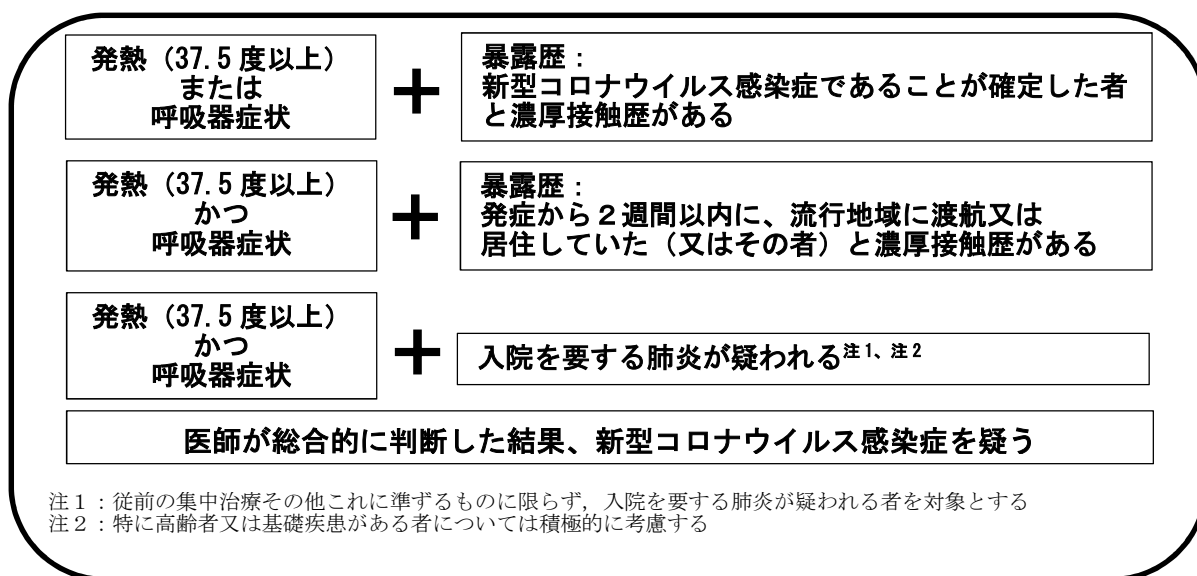 発熱（37.5度以上）
または
呼吸器症状
+
暴露歴：
新型コロナウイルス感染症であることが確定した者
と濃厚接触歴がある
発熱（37.5度以上）
かつ
呼吸器症状
+
暴露歴：
発症から２週間以内に、流行地域に渡航又は
居住していた（又はその者）と濃厚接触歴がある
発熱（37.5度以上）
かつ
呼吸器症状
+
入院を要する肺炎が疑われる注1、注2
医師が総合的に判断した結果、新型コロナウイルス感染症を疑う
注１：従前の集中治療その他これに準ずるものに限らず，入院を要する肺炎が疑われる者を対象とする
注２：特に高齢者又は基礎疾患がある者については積極的に考慮する